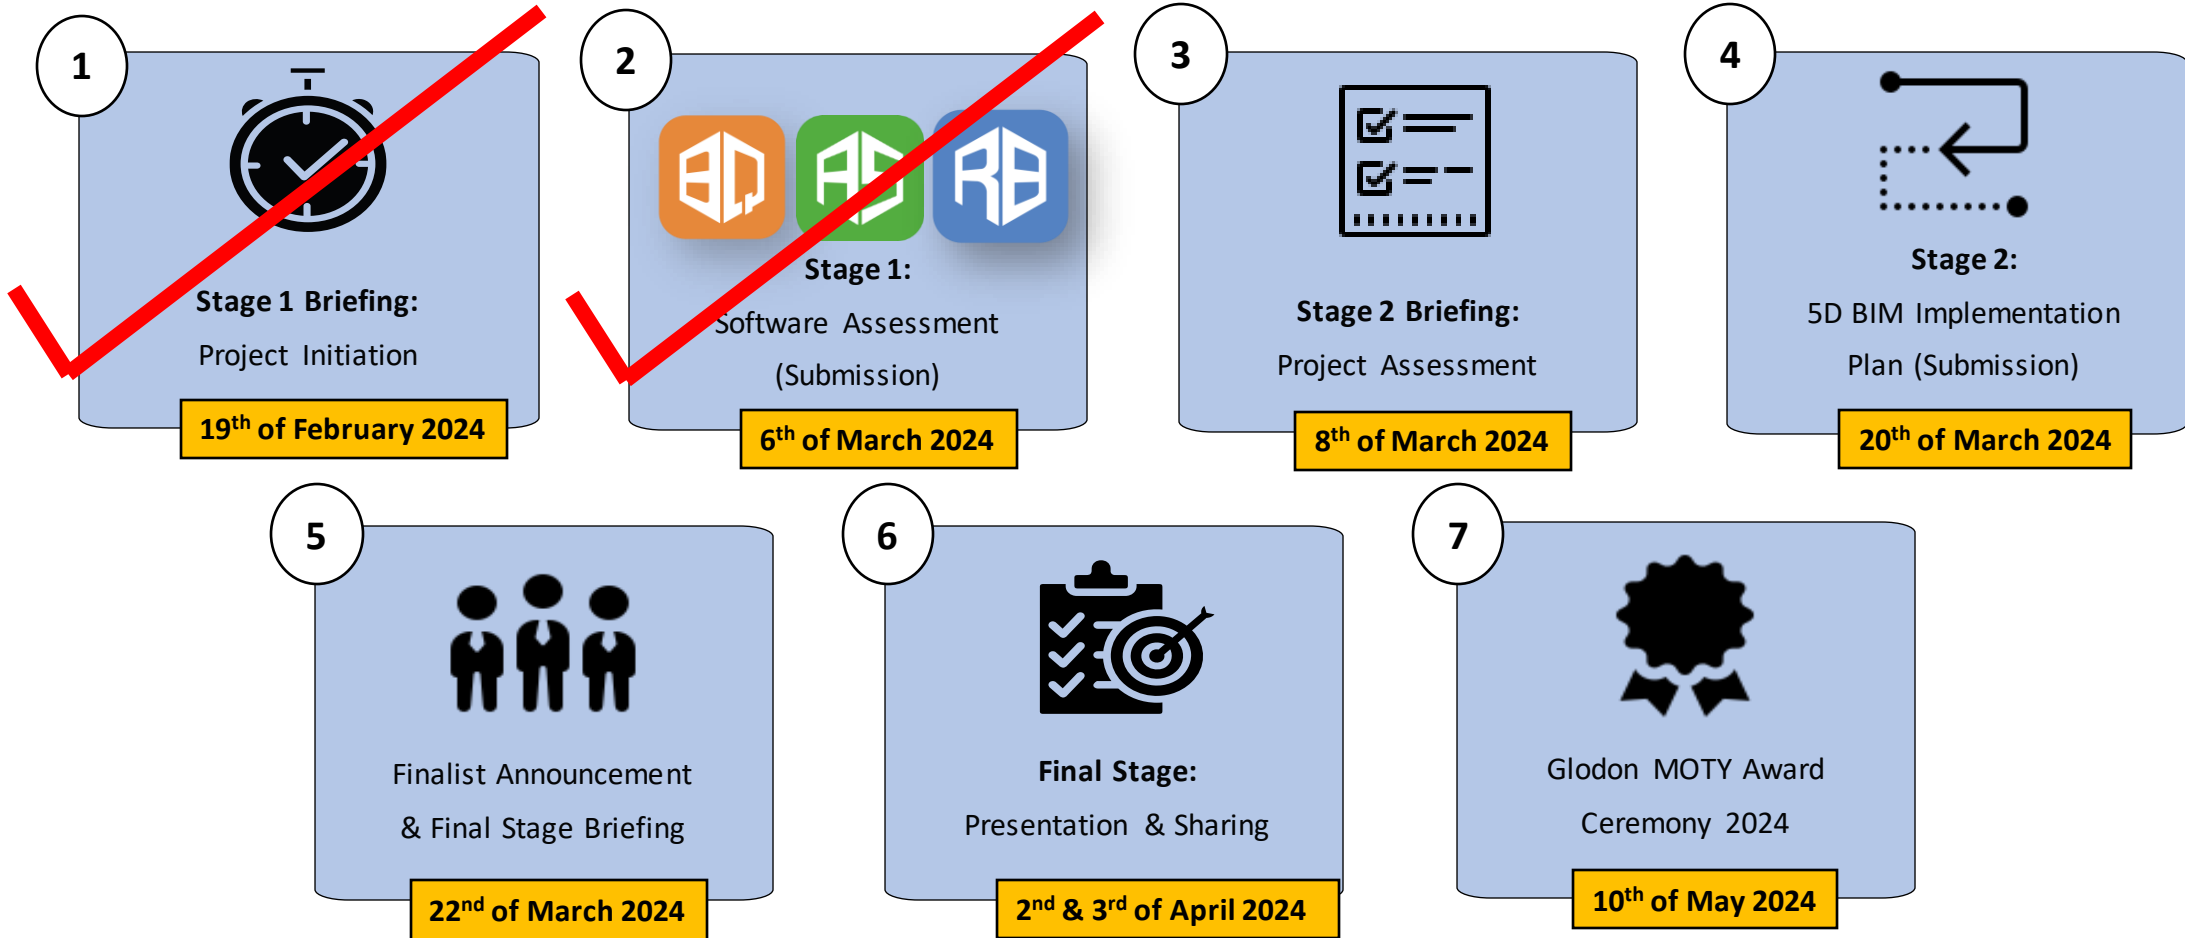 1
Stage 1 Briefing:
Project Initiation
19th of February 2024
2
BQ AS RB
Stage 1:
Software Assessment
(Submission)
6th of March 2024
3
Stage 2 Briefing:
Project Assessment
8th of March 2024
4
Stage 2:
5D BIM Implementation
Plan (Submission)
20th of March 2024
5
Finalist Announcement
& Final Stage Briefing
22nd of March 2024
6
Final Stage:
Presentation & Sharing
2nd & 3rd of April 2024
7
Glodon MOTY Award
Ceremony 2024
10th of May 2024